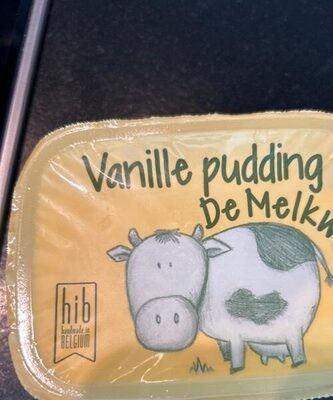 Vanille pudding
De Melkw
hib
handmade in
BELGIUM